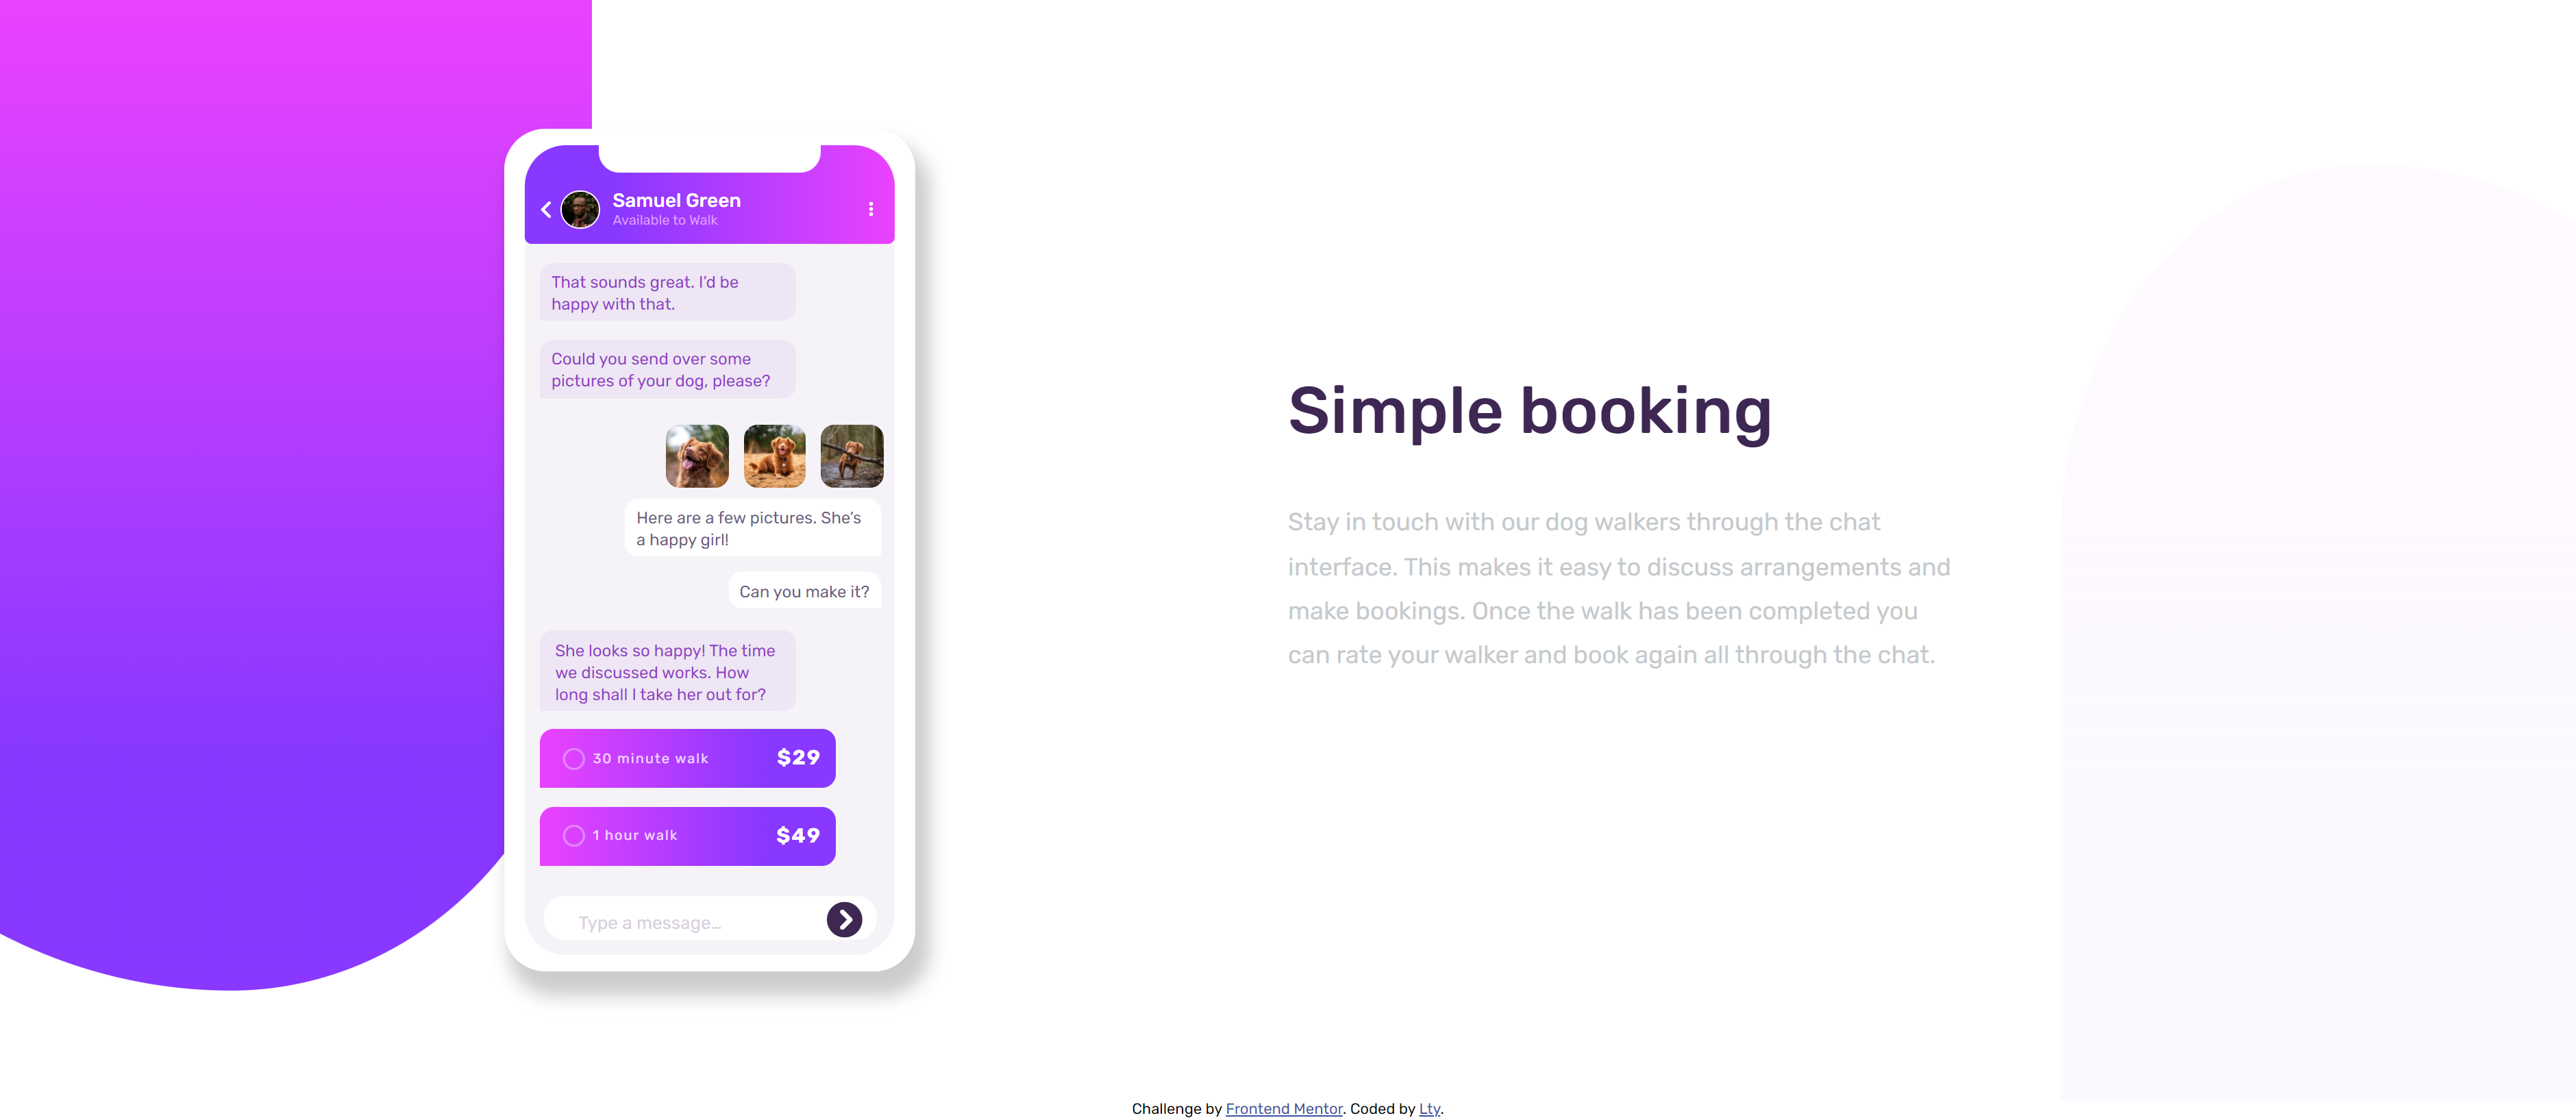 Samuel Green
Available to Walk
That sounds great. I’d be
happy with that.
Could you send over some
pictures of your dog, please?
Here are a few pictures. She’s
a happy girl!
Can you make it?
She looks so happy! The time
we discussed works. How
long shall I take her out for?
30 minute walk $29
1 hour walk $49
Type a message…
Simple booking
Stay in touch with our dog walkers through the chat
interface. This makes it easy to discuss arrangements and
make bookings. Once the walk has been completed you
can rate your walker and book again all through the chat.
Challenge by Frontend Mentor. Coded by Lty.